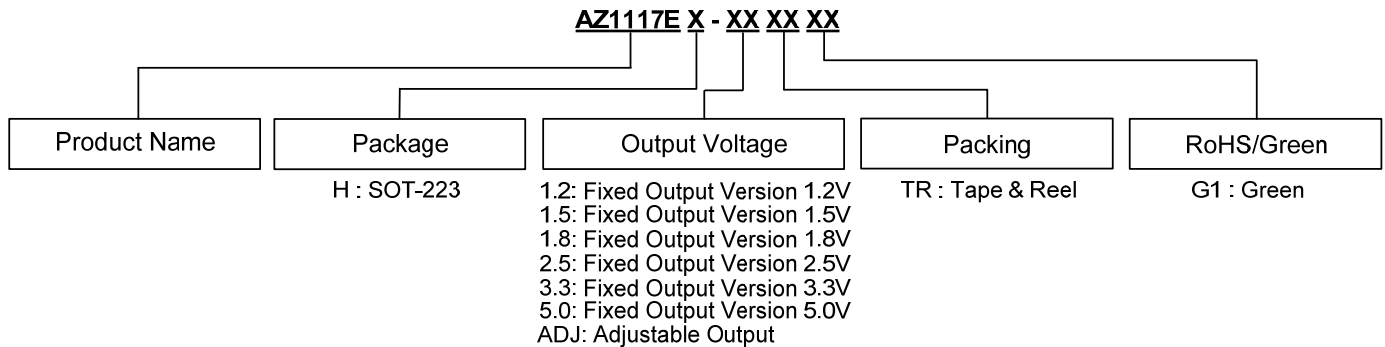 AZ1117E X - XX XX XX
Product Name
Package
Output Voltage
Packing
RoHS/Green
H : SOT-223
1.2: Fixed Output Version 1.2V
1.5: Fixed Output Version 1.5V
1.8: Fixed Output Version 1.8V
2.5: Fixed Output Version 2.5V
3.3: Fixed Output Version 3.3V
5.0: Fixed Output Version 5.0V
ADJ: Adjustable Output
TR : Tape & Reel
G1 : Green